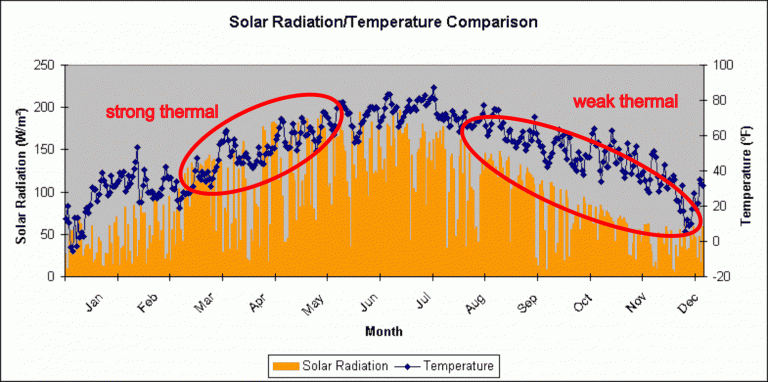 Solar Radiation/Temperature Comparison
250
200
150
100
50
0
Solar Radiation (W/m²)
strong thermal
weak thermal
100
80
60
40
20
0
-20
Temperature (°F)
Jan
Feb
Mar
Apr
May
Jun
Jul
Aug
Sep
Oct
Nov
Dec
Month
Solar Radiation
Temperature